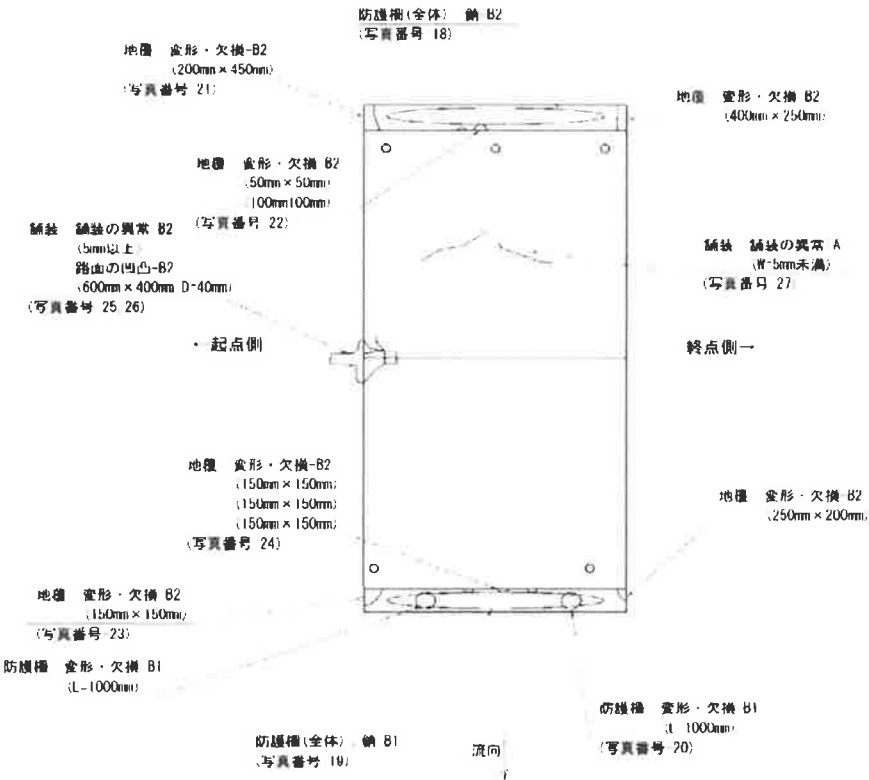 防護柵(全体) 錆 B2
(写真番号 18)
地覆 変形・欠損-B2
(200mm×450mm)
(写真番号 21)
地覆 変形・欠損 B2
(400mm×250mm)
地覆 変形・欠損 B2
(50mm×50mm)
(100mm100mm)
(写真番号 22)
舗装 舗装の異常 B2
(5mm以上)
路面の凹凸-B2
(600mm×400mm D-40mm)
(写真番号 25 26)
舗装 舗装の異常 A
(W-5mm未満)
(写真番号 27)
← 起点側
終点側→
地覆 変形・欠損-B2
(150mm×150mm)
(150mm×150mm)
(150mm×150mm)
(写真番号 24)
地覆 変形・欠損-B2
(250mm×200mm)
地覆 変形・欠損 B2
(150mm×150mm)
(写真番号 23)
防護柵 変形・欠損 B1
(L-1000mm)
防護柵 変形・欠損 B1
(L 1000mm)
(写真番号 20)
防護柵(全体) 錆 B1
(写真番号 19)
流向